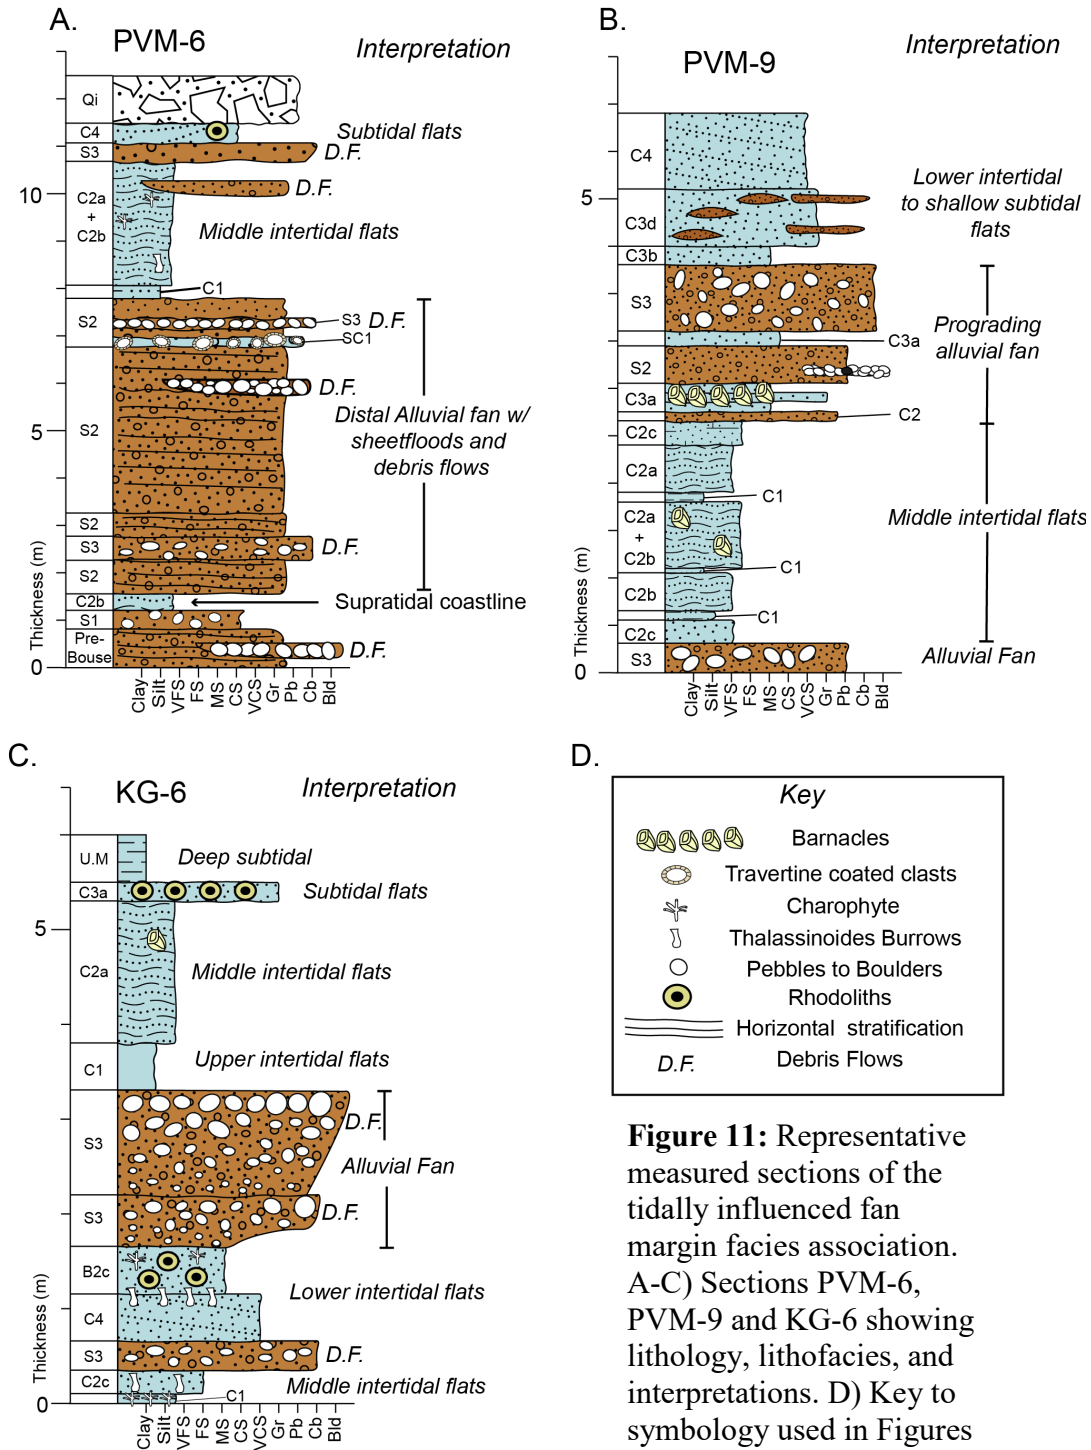 A.
PVM-6
Interpretation
Qi
C4
Subtidal flats
S3
D.F.
10
D.F.
C2a
+
C2b
Middle intertidal flats
C1
S2
S3 D.F.
SC1
D.F.
Distal Alluvial fan w/
sheetfloods and
debris flows
5
S2
S2
S3
D.F.
S2
C2b
Supratidal coastline
S1
Pre-
Bouse
D.F.
0
Thickness (m)
Clay
Silt
VFS
FS
MS
CS
VCS
Gr
Pb
Cb
Bld
B.
PVM-9
Interpretation
C4
5
C3d
Lower intertidal
to shallow subtidal
flats
C3b
S3
Prograding
alluvial fan
C3a
S2
C3a
C2
C2c
C2a
C1
C2a
+
C2b
Middle intertidal flats
C1
C2b
C1
C2c
S3
Alluvial Fan
0
Thickness (m)
Clay
Silt
VFS
FS
MS
CS
VCS
Gr
Pb
Cb
Bld
C.
KG-6
Interpretation
U.M
Deep subtidal
C3a
Subtidal flats
5
C2a
Middle intertidal flats
C1
Upper intertidal flats
S3
D.F.
Alluvial Fan
S3
D.F.
B2c
Lower intertidal flats
C4
S3
D.F.
C2c
Middle intertidal flats
C1
0
Thickness (m)
Clay
Silt
VFS
FS
MS
CS
VCS
Gr
Pb
Cb
Bld
D.
Key
Barnacles
Travertine coated clasts
Charophyte
Thalassinoides Burrows
Pebbles to Boulders
Rhodoliths
Horizontal stratification
D.F. Debris Flows
Figure 11: Representative
measured sections of the
tidally influenced fan
margin facies association.
A-C) Sections PVM-6,
PVM-9 and KG-6 showing
lithology, lithofacies, and
interpretations. D) Key to
symbology used in Figures